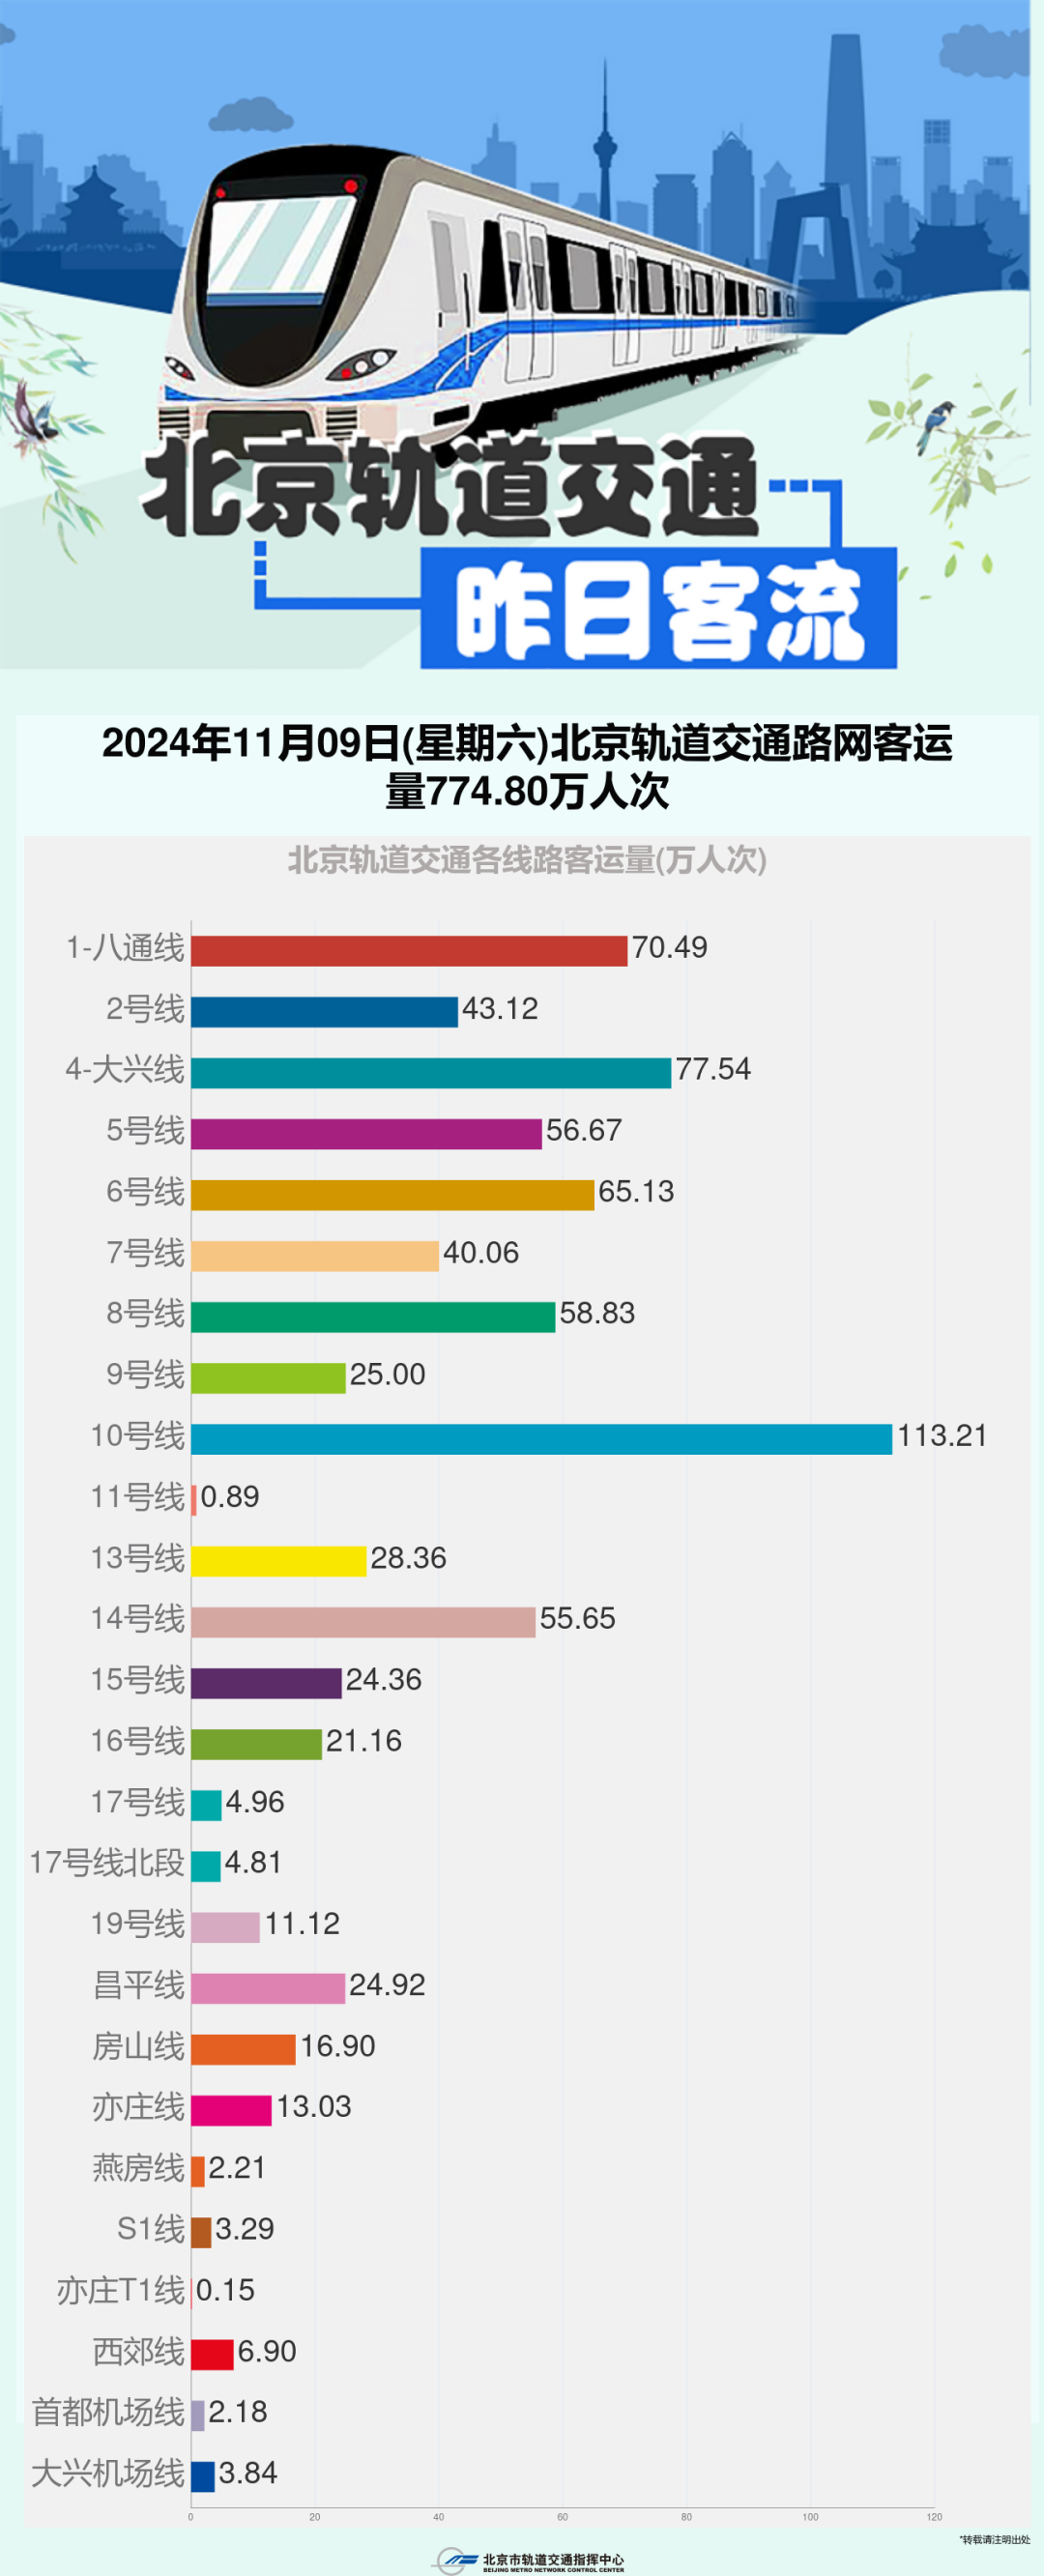 北京轨道交通
昨日客流
2024年11月09日(星期六)北京轨道交通路网客运
量774.80万人次
北京轨道交通各线路客运量(万人次)
1-八通线 70.49
2号线 43.12
4-大兴线 77.54
5号线 56.67
6号线 65.13
7号线 40.06
8号线 58.83
9号线 25.00
10号线 113.21
11号线 0.89
13号线 28.36
14号线 55.65
15号线 24.36
16号线 21.16
17号线 4.96
17号线北段 4.81
19号线 11.12
昌平线 24.92
房山线 16.90
亦庄线 13.03
燕房线 2.21
S1线 3.29
亦庄T1线 0.15
西郊线 6.90
首都机场线 2.18
大兴机场线 3.84
0 20 40 60 80 100 120
*转载请注明出处
北京市轨道交通指挥中心
BEIJING METRO NETWORK CONTROL CENTER